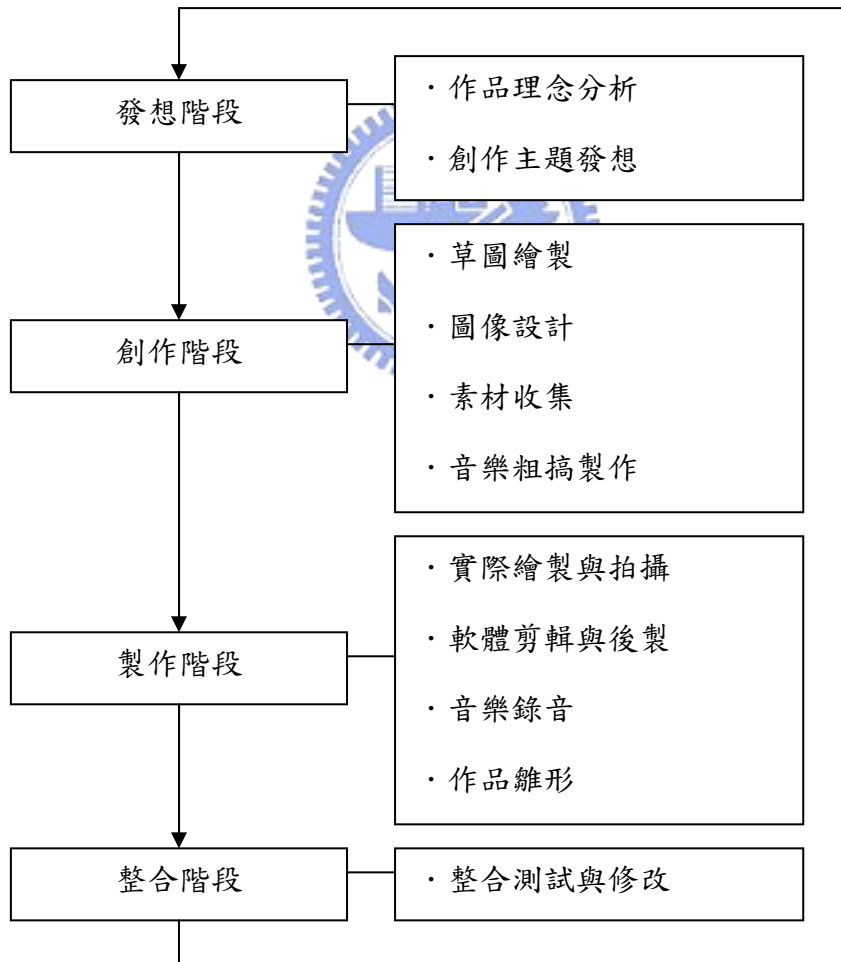 發想階段
・作品理念分析
・創作主題發想
創作階段
・草圖繪製
・圖像設計
・素材收集
・音樂粗搞製作
製作階段
・實際繪製與拍攝
・軟體剪輯與後製
・音樂錄音
・作品雛形
整合階段
・整合測試與修改